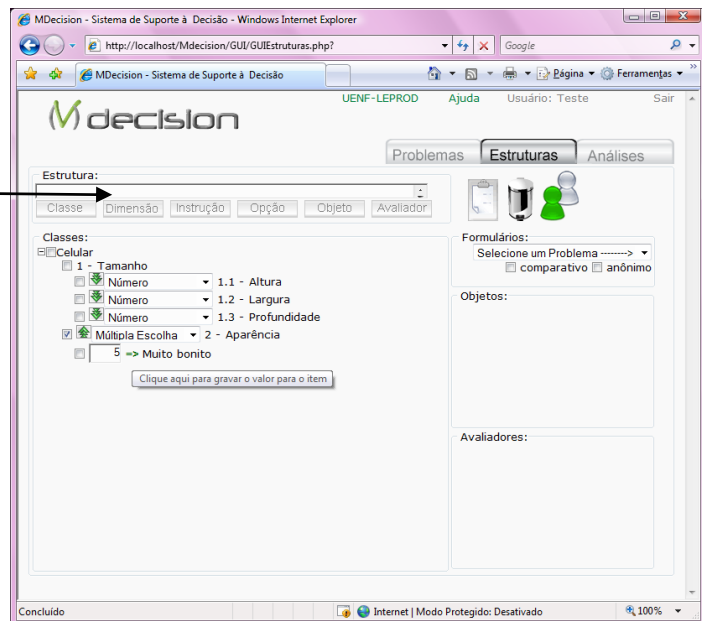 MDecision - Sistema de Suporte à Decisão - Windows Internet Explorer
http://localhost/Mdecision/GUI/GUIEstruturas.php?
Google
MDecision - Sistema de Suporte à Decisão
Página
Ferramentas
UENF-LEPROD Ajuda Usuário: Teste Sair
Mdecision
Problemas Estruturas Análises
Estrutura:
Classe Dimensão Instrução Opção Objeto Avaliador
Classes:
Celular
1 - Tamanho
Número 1.1 - Altura
Número 1.2 - Largura
Número 1.3 - Profundidade
Múltipla Escolha 2 - Aparência
5 => Muito bonito
Clique aqui para gravar o valor para o item
Formulários:
Selecione um Problema -------->
comparativo anônimo
Objetos:
Avaliadores:
Concluído
Internet | Modo Protegido: Desativado
100%